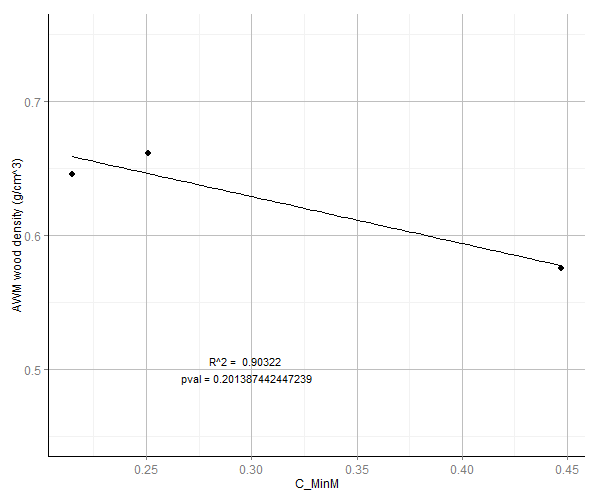 0.7
0.6
0.5
AWM wood density (g/cm^3)
R^2 = 0.90322
pval = 0.201387442447239
0.25 0.30 0.35 0.40 0.45
C_MinM